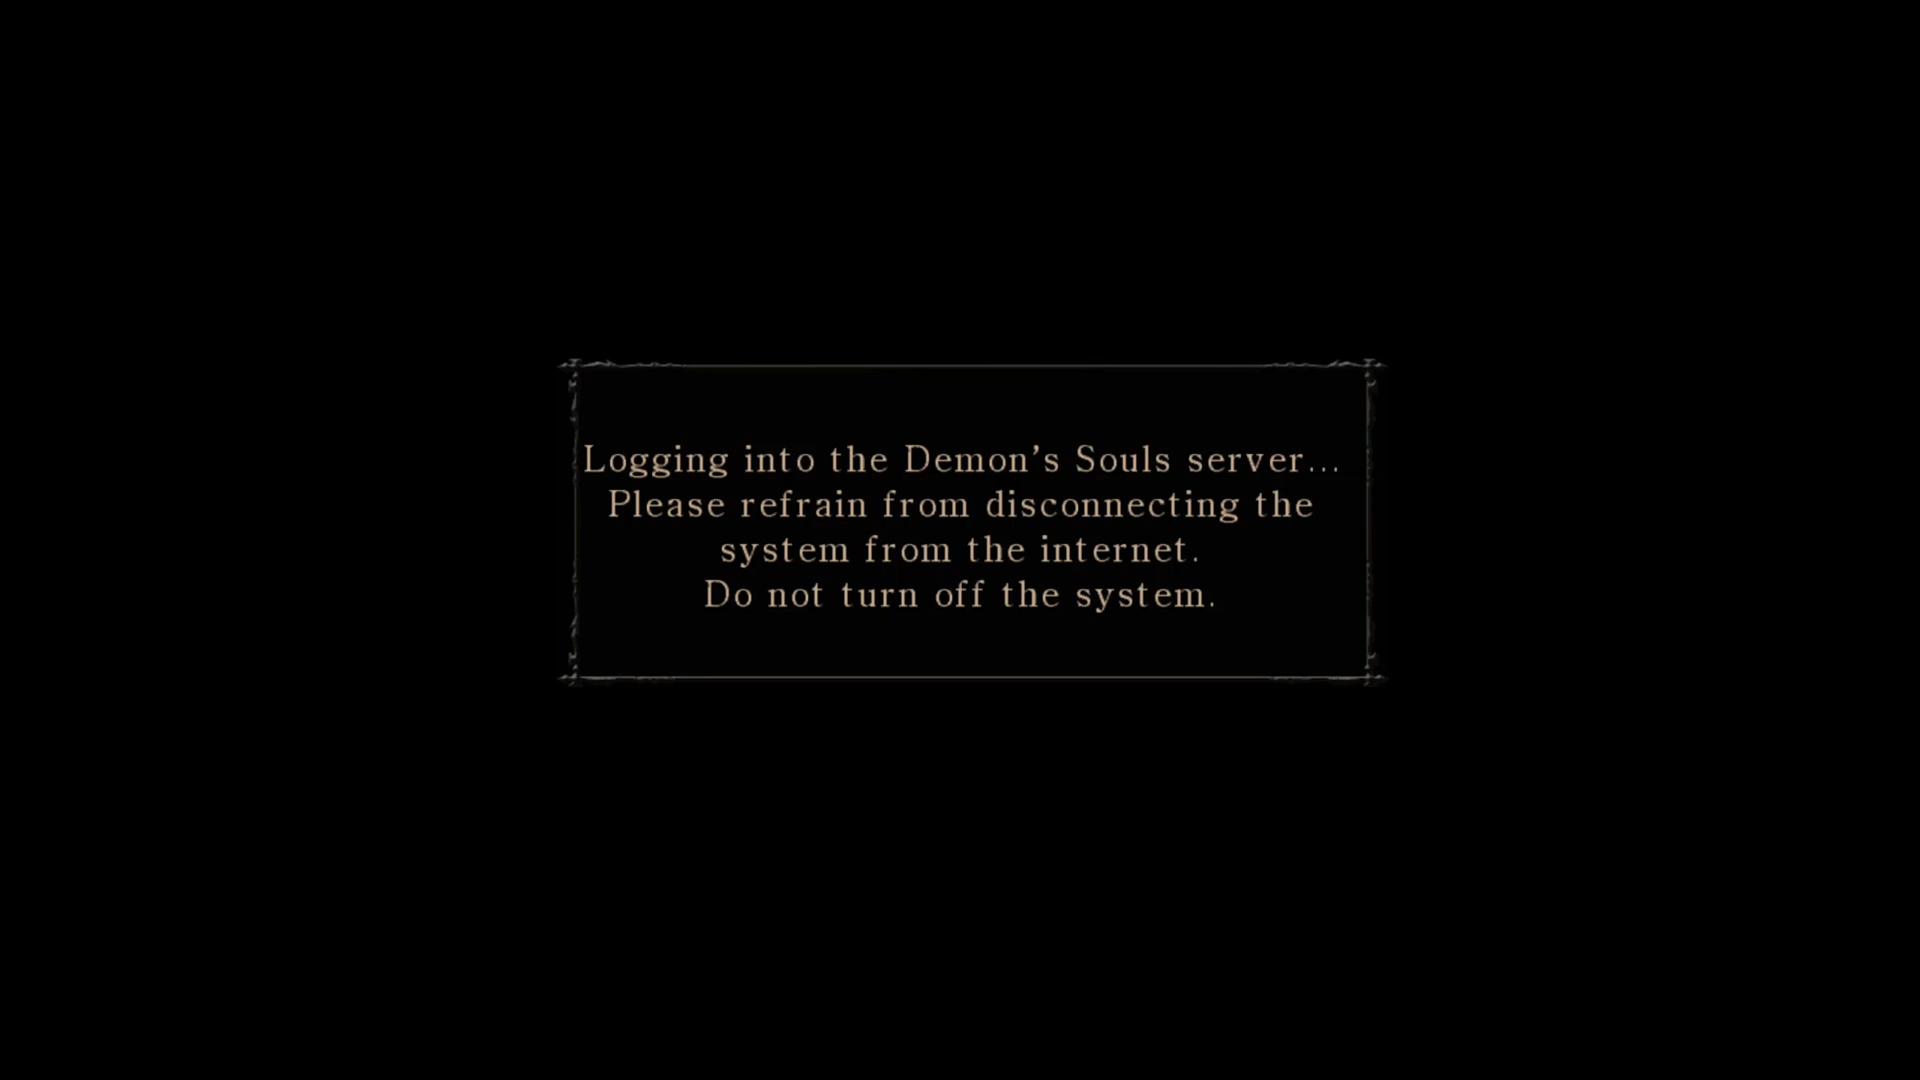 Logging into the Demon’s Souls server...
Please refrain from disconnecting the
system from the internet.
Do not turn off the system.